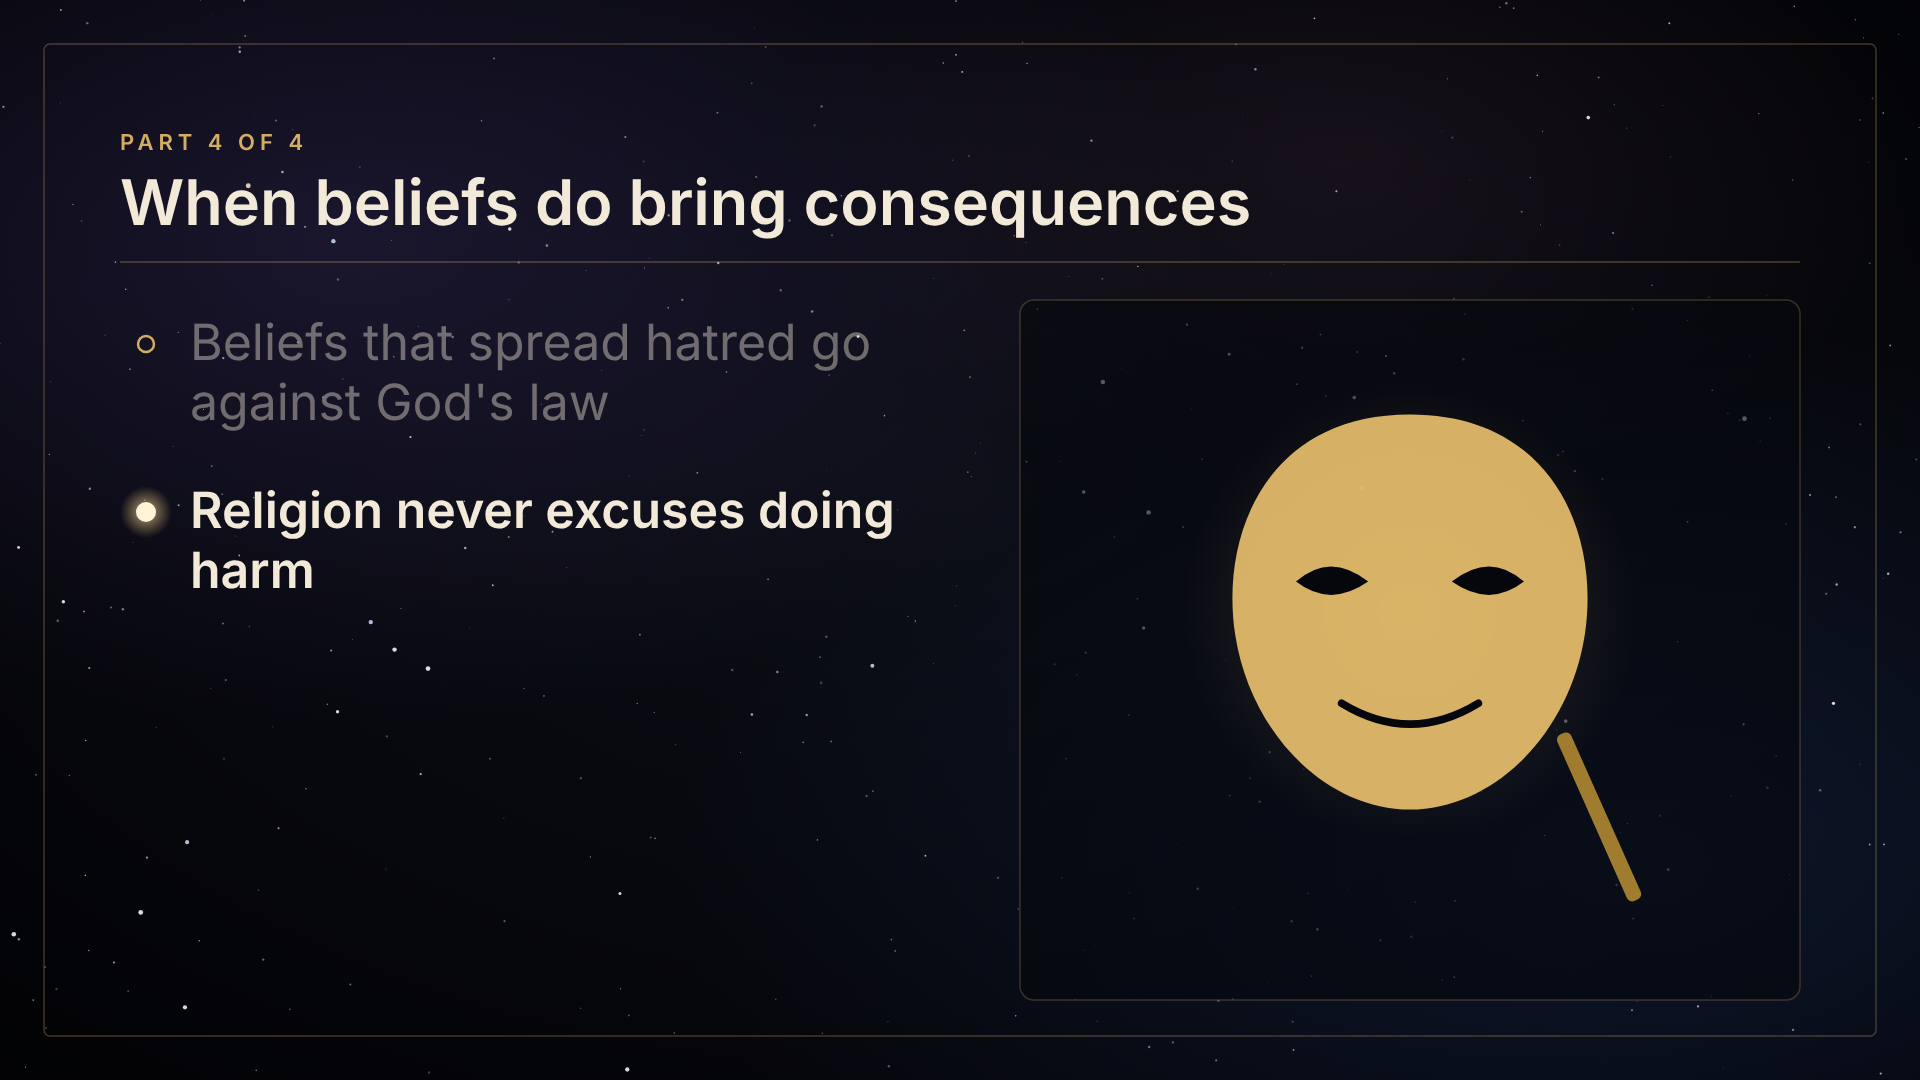 PART 4 OF 4
When beliefs do bring consequences
Beliefs that spread hatred go
against God's law
Religion never excuses doing
harm